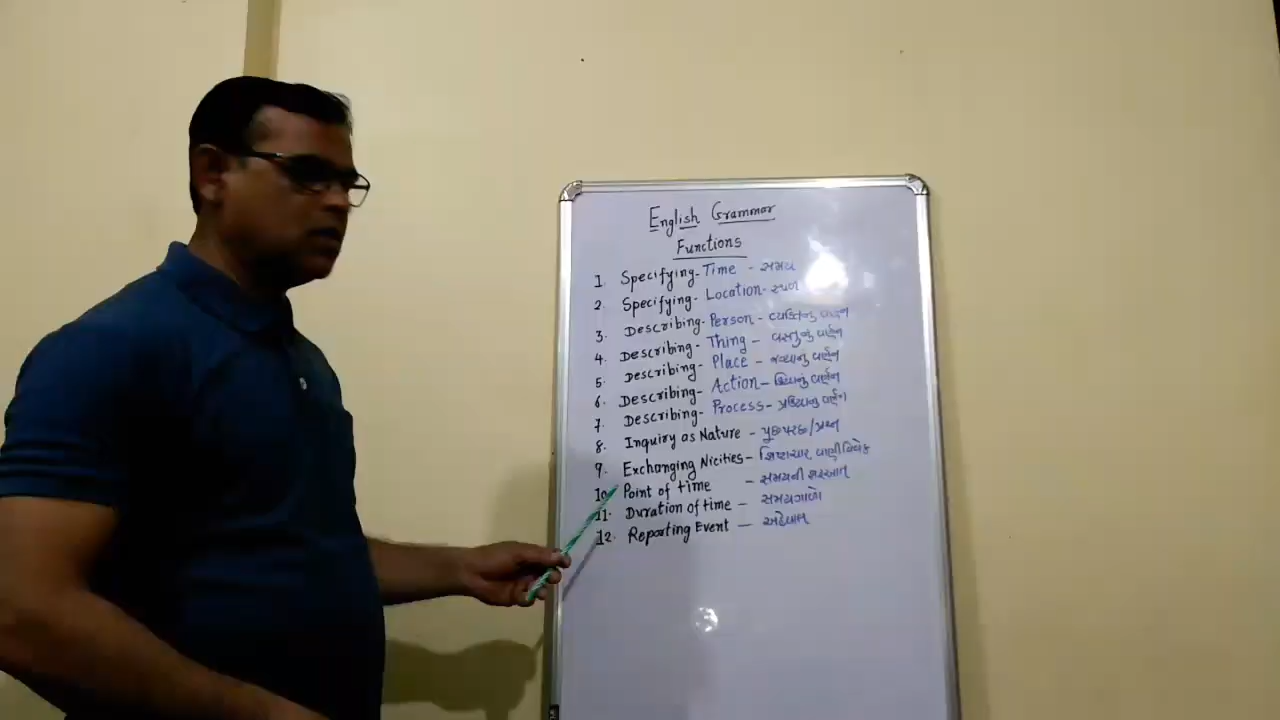 English Grammar
Functions
1. Specifying-Time - સમય
2. Specifying-Location-સ્થળ
3. Describing-Person - વ્યક્તિનું વર્ણન
4. Describing-Thing - વસ્તુનું વર્ણન
5. Describing-Place - જગ્યાનું વર્ણન
6. Describing-Action-ક્રિયાનું વર્ણન
7. Describing-Process-પ્રક્રિયાનું વર્ણન
8. Inquiry as Nature - પુછપરછ/પ્રશ્ન
9. Exchanging Nicities-શિષ્ટાચાર, વાણીવિવેક
10. Point of time - સમયની શરૂઆત
11. Duration of time - સમયગાળો
12. Reporting Event - અહેવાલ